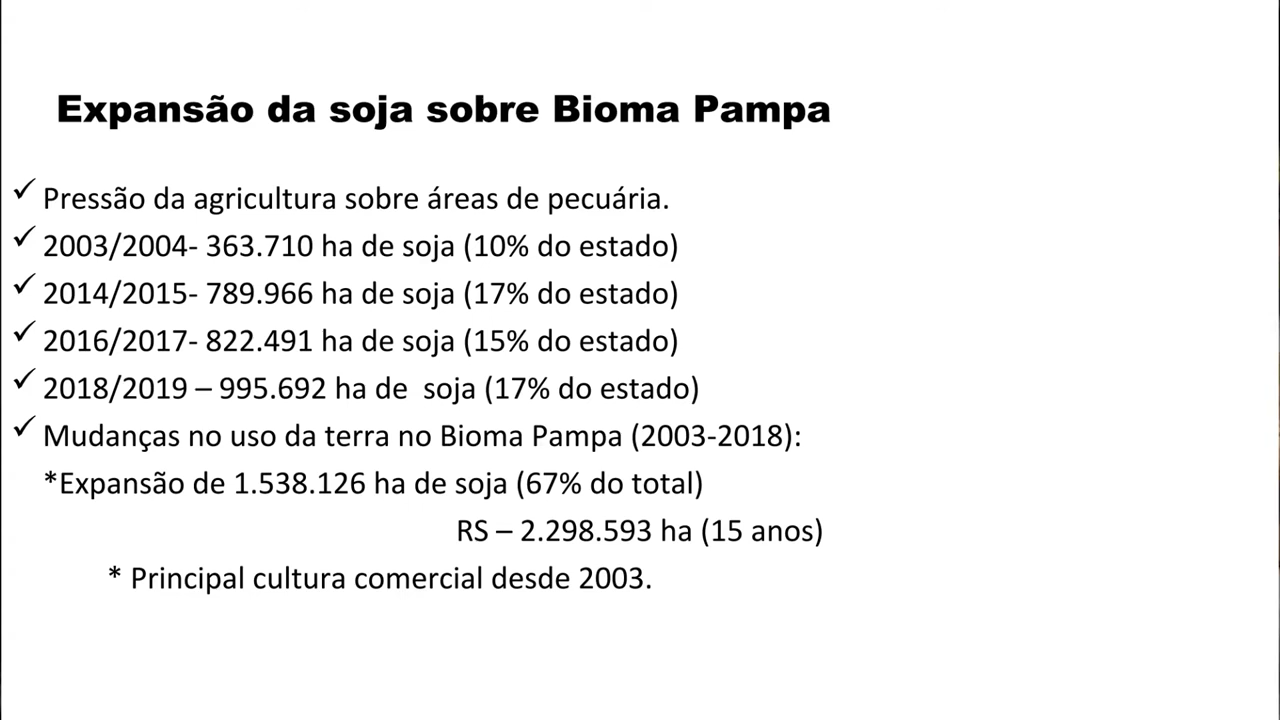 Expansão da soja sobre Bioma Pampa
✓ Pressão da agricultura sobre áreas de pecuária.
✓ 2003/2004- 363.710 ha de soja (10% do estado)
✓ 2014/2015- 789.966 ha de soja (17% do estado)
✓ 2016/2017- 822.491 ha de soja (15% do estado)
✓ 2018/2019 – 995.692 ha de  soja (17% do estado)
✓ Mudanças no uso da terra no Bioma Pampa (2003-2018):
*Expansão de 1.538.126 ha de soja (67% do total)
RS – 2.298.593 ha (15 anos)
* Principal cultura comercial desde 2003.